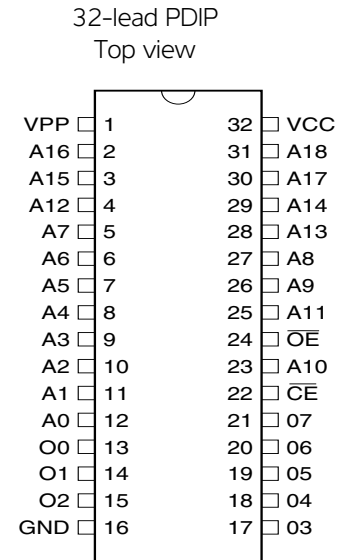 32-lead PDIP
Top view
VPP 1 32 VCC
A16 2 31 A18
A15 3 30 A17
A12 4 29 A14
A7 5 28 A13
A6 6 27 A8
A5 7 26 A9
A4 8 25 A11
A3 9 24 O̅E̅
A2 10 23 A10
A1 11 22 C̅E̅
A0 12 21 07
O0 13 20 06
O1 14 19 05
O2 15 18 04
GND 16 17 03